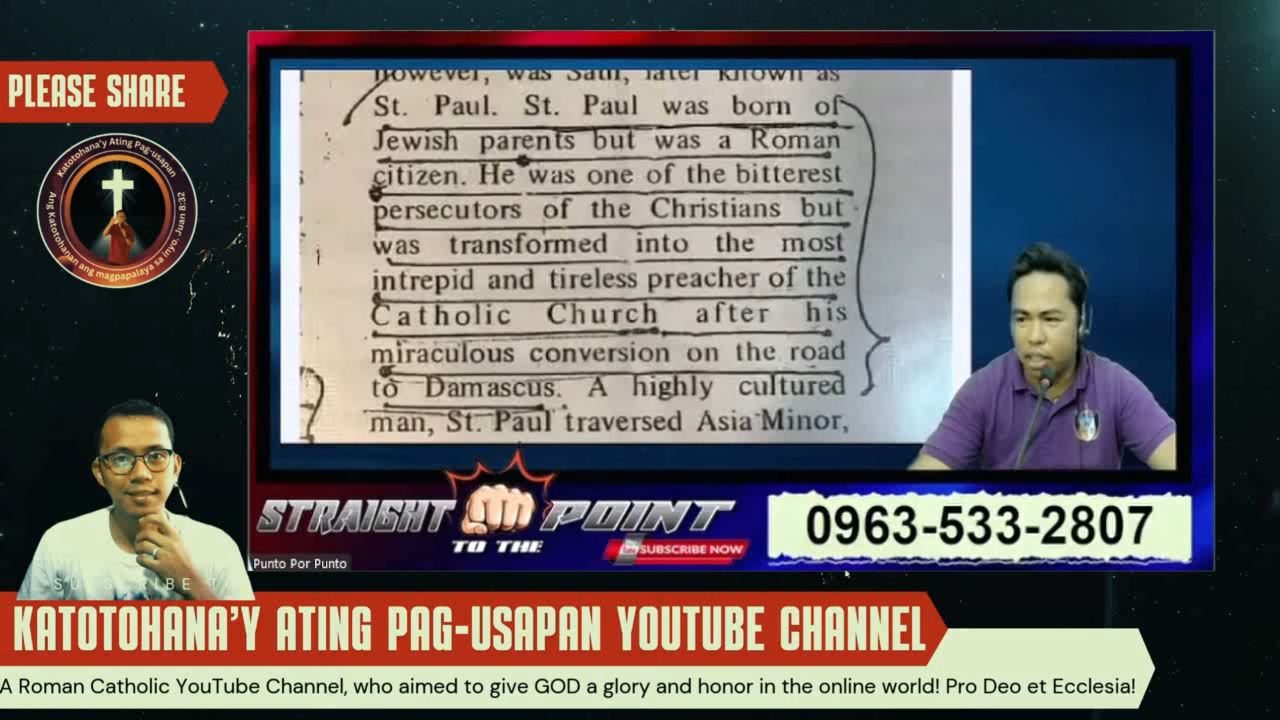 PLEASE SHARE
Katotohana'y Ating Pag-usapan
Ang Katotohanan ang magpapalaya sa inyo. Juan 8:32
however, was Saul, later known as
St. Paul. St. Paul was born of
Jewish parents but was a Roman
citizen. He was one of the bitterest
persecutors of the Christians but
was transformed into the most
intrepid and tireless preacher of the
Catholic Church after his
miraculous conversion on the road
to Damascus. A highly cultured
man, St. Paul traversed Asia Minor,
STRAIGHT
TO THE
POINT
SUBSCRIBE NOW
0963-533-2807
Punto Por Punto
KATOTOHANA'Y ATING PAG-USAPAN YOUTUBE CHANNEL
A Roman Catholic YouTube Channel, who aimed to give GOD a glory and honor in the online world! Pro Deo et Ecclesia!